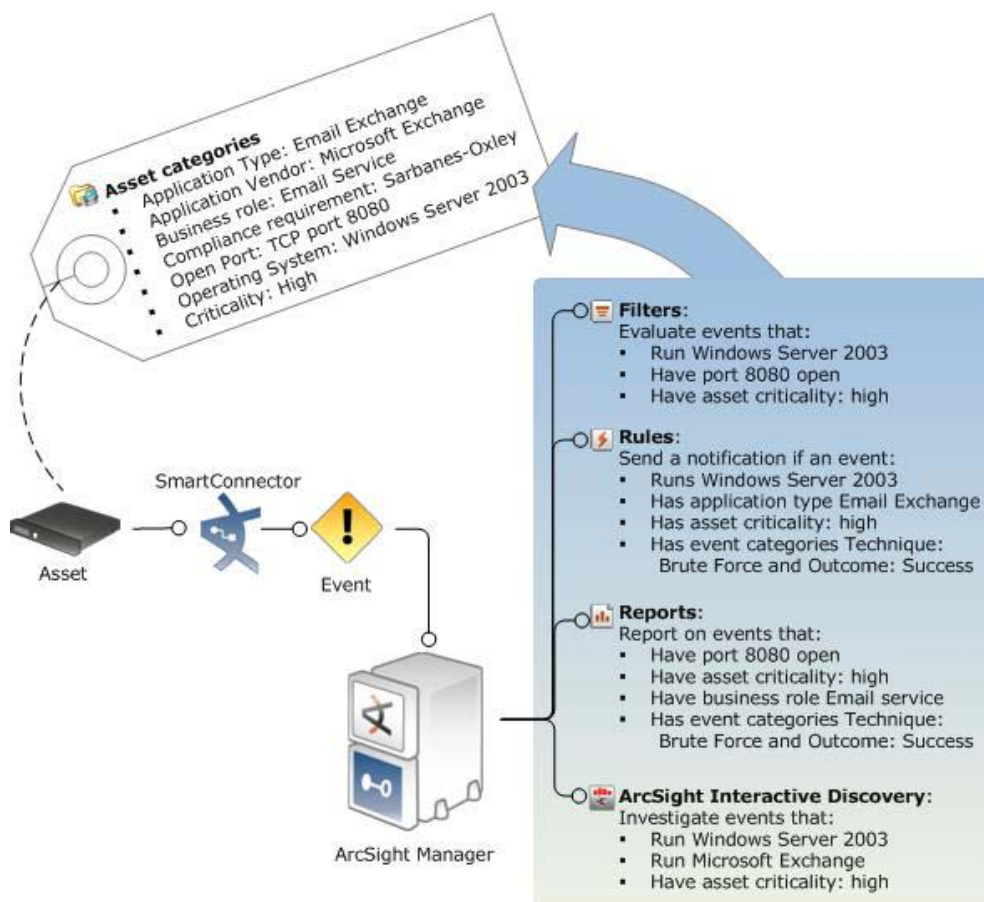 Asset categories
▪ Application Type: Email Exchange
▪ Application Vendor: Microsoft Exchange
▪ Business role: Email Service
▪ Compliance requirement: Sarbanes-Oxley
▪ Open Port: TCP port 8080
▪ Operating System: Windows Server 2003
▪ Criticality: High
SmartConnector
Asset
Event
ArcSight Manager
Filters:
Evaluate events that:
▪ Run Windows Server 2003
▪ Have port 8080 open
▪ Have asset criticality: high
Rules:
Send a notification if an event:
▪ Runs Windows Server 2003
▪ Has application type Email Exchange
▪ Has asset criticality: high
▪ Has event categories Technique:
Brute Force and Outcome: Success
Reports:
Report on events that:
▪ Have port 8080 open
▪ Have asset criticality: high
▪ Have business role Email service
▪ Has event categories Technique:
Brute Force and Outcome: Success
ArcSight Interactive Discovery:
Investigate events that:
▪ Run Windows Server 2003
▪ Run Microsoft Exchange
▪ Have asset criticality: high